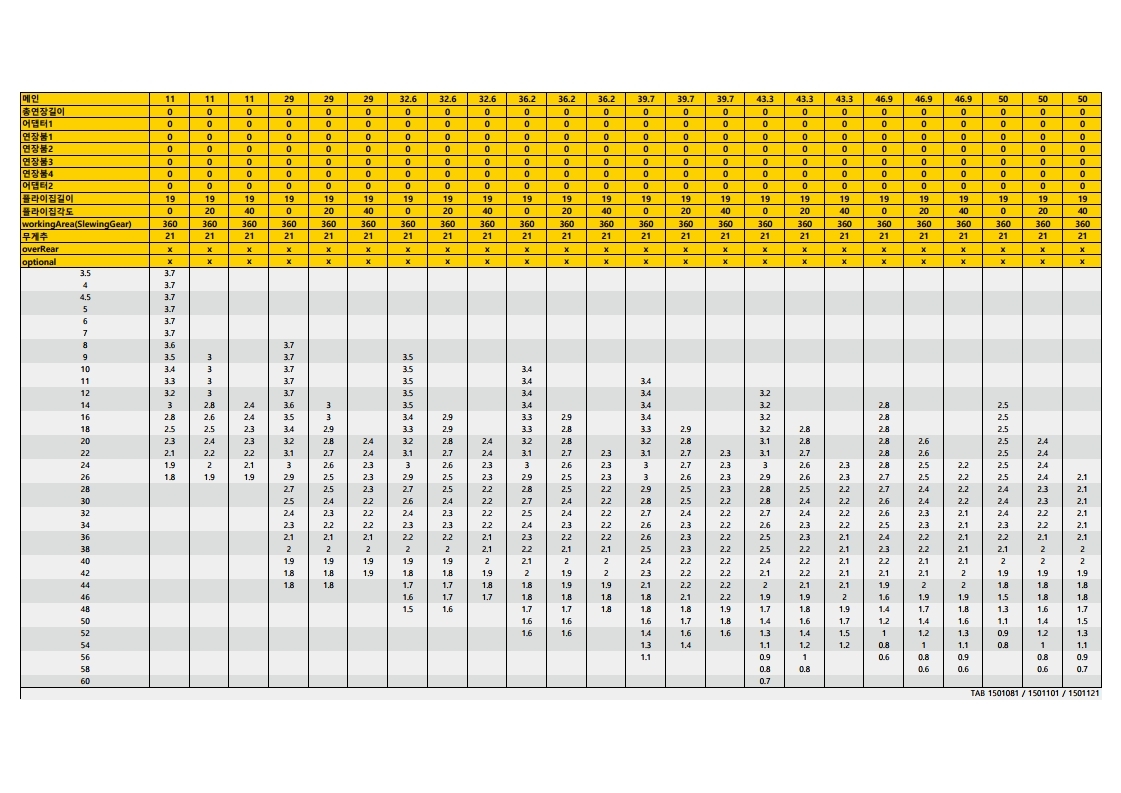 메인 11 11 11 29 29 29 32.6 32.6 32.6 36.2 36.2 36.2 39.7 39.7 39.7 43.3 43.3 43.3 46.9 46.9 46.9 50 50 50
총연장길이 0 0 0 0 0 0 0 0 0 0 0 0 0 0 0 0 0 0 0 0 0 0 0 0
어댑터1 0 0 0 0 0 0 0 0 0 0 0 0 0 0 0 0 0 0 0 0 0 0 0 0
연장붐1 0 0 0 0 0 0 0 0 0 0 0 0 0 0 0 0 0 0 0 0 0 0 0 0
연장붐2 0 0 0 0 0 0 0 0 0 0 0 0 0 0 0 0 0 0 0 0 0 0 0 0
연장붐3 0 0 0 0 0 0 0 0 0 0 0 0 0 0 0 0 0 0 0 0 0 0 0 0
연장붐4 0 0 0 0 0 0 0 0 0 0 0 0 0 0 0 0 0 0 0 0 0 0 0 0
어댑터2 0 0 0 0 0 0 0 0 0 0 0 0 0 0 0 0 0 0 0 0 0 0 0 0
플라이집길이 19 19 19 19 19 19 19 19 19 19 19 19 19 19 19 19 19 19 19 19 19 19 19 19
플라이집각도 0 20 40 0 20 40 0 20 40 0 20 40 0 20 40 0 20 40 0 20 40 0 20 40
workingArea(SlewingGear) 360 360 360 360 360 360 360 360 360 360 360 360 360 360 360 360 360 360 360 360 360 360 360 360
무게추 21 21 21 21 21 21 21 21 21 21 21 21 21 21 21 21 21 21 21 21 21 21 21 21
overRear x x x x x x x x x x x x x x x x x x x x x x x x
optional x x x x x x x x x x x x x x x x x x x x x x x x
3.5 3.7
4 3.7
4.5 3.7
5 3.7
6 3.7
7 3.7
8 3.6 3.7
9 3.5 3 3.7 3.5
10 3.4 3 3.7 3.5 3.4
11 3.3 3 3.7 3.5 3.4 3.4
12 3.2 3 3.7 3.5 3.4 3.4 3.2
14 3 2.8 2.4 3.6 3 3.5 3.4 3.4 3.2 2.8 2.5
16 2.8 2.6 2.4 3.5 3 3.4 2.9 3.3 2.9 3.4 3.2 2.8 2.5
18 2.5 2.5 2.3 3.4 2.9 3.3 2.9 3.3 2.8 3.3 2.9 3.2 2.8 2.8 2.5
20 2.3 2.4 2.3 3.2 2.8 2.4 3.2 2.8 2.4 3.2 2.8 3.2 2.8 3.1 2.8 2.8 2.6 2.5 2.4
22 2.1 2.2 2.2 3.1 2.7 2.4 3.1 2.7 2.4 3.1 2.7 2.3 3.1 2.7 2.3 3.1 2.7 2.8 2.6 2.5 2.4
24 1.9 2 2.1 3 2.6 2.3 3 2.6 2.3 3 2.6 2.3 3 2.7 2.3 3 2.6 2.3 2.8 2.5 2.2 2.5 2.4
26 1.8 1.9 1.9 2.9 2.5 2.3 2.9 2.5 2.3 2.9 2.5 2.3 3 2.6 2.3 2.9 2.6 2.3 2.8 2.5 2.2 2.5 2.4 2.1
28 2.7 2.5 2.3 2.7 2.5 2.2 2.8 2.5 2.2 2.9 2.5 2.3 2.8 2.5 2.2 2.7 2.4 2.2 2.4 2.3 2.1
30 2.5 2.4 2.2 2.6 2.4 2.2 2.7 2.4 2.2 2.8 2.5 2.2 2.8 2.4 2.2 2.6 2.4 2.2 2.4 2.3 2.1
32 2.4 2.3 2.2 2.5 2.4 2.2 2.5 2.4 2.2 2.7 2.4 2.2 2.7 2.4 2.2 2.6 2.3 2.1 2.4 2.2 2.1
34 2.3 2.2 2.2 2.3 2.3 2.2 2.4 2.3 2.2 2.6 2.3 2.2 2.6 2.3 2.2 2.5 2.3 2.1 2.3 2.2 2.1
36 2.1 2.1 2.1 2.2 2.2 2.1 2.3 2.2 2.2 2.6 2.3 2.2 2.5 2.3 2.1 2.4 2.2 2.1 2.2 2.1 2.1
38 2 2 2 2 2.1 2.1 2.2 2.1 2.1 2.5 2.3 2.2 2.5 2.2 2.1 2.3 2.2 2.1 2.1 2 2
40 1.9 1.9 1.9 1.9 1.9 2 2.1 2 2 2.4 2.2 2.2 2.4 2.2 2.1 2.2 2.1 2 2 2 2
42 1.8 1.8 1.9 1.8 1.8 1.9 2 1.9 2 2.3 2.2 2.2 2.1 2.2 2.1 2.1 2.1 2 1.9 1.9 1.9
44 1.8 1.8 1.7 1.7 1.8 1.8 1.9 1.9 2.1 2.2 2.2 2 2.1 2.1 1.9 2 2 1.8 1.8 1.8
46 1.6 1.7 1.7 1.8 1.8 1.8 1.8 2.1 2.2 1.9 1.9 2 1.6 1.9 1.9 1.5 1.8 1.8
48 1.5 1.6 1.7 1.7 1.8 1.8 1.8 1.9 1.7 1.8 1.9 1.4 1.7 1.8 1.3 1.6 1.7
50 1.6 1.6 1.6 1.7 1.8 1.4 1.6 1.7 1.2 1.4 1.6 1.1 1.4 1.5
52 1.6 1.6 1.4 1.6 1.6 1.3 1.4 1.5 1 1.2 1.3 0.9 1.2 1.3
54 1.3 1.4 1.1 1.2 1.2 0.8 1 1.1 0.8 1 1.1
56 1.1 0.9 1 0.6 0.8 0.9 0.8 0.9
58 0.8 0.8 0.6 0.6 0.6 0.7
60 0.7
TAB 1501081 / 1501101 / 1501121